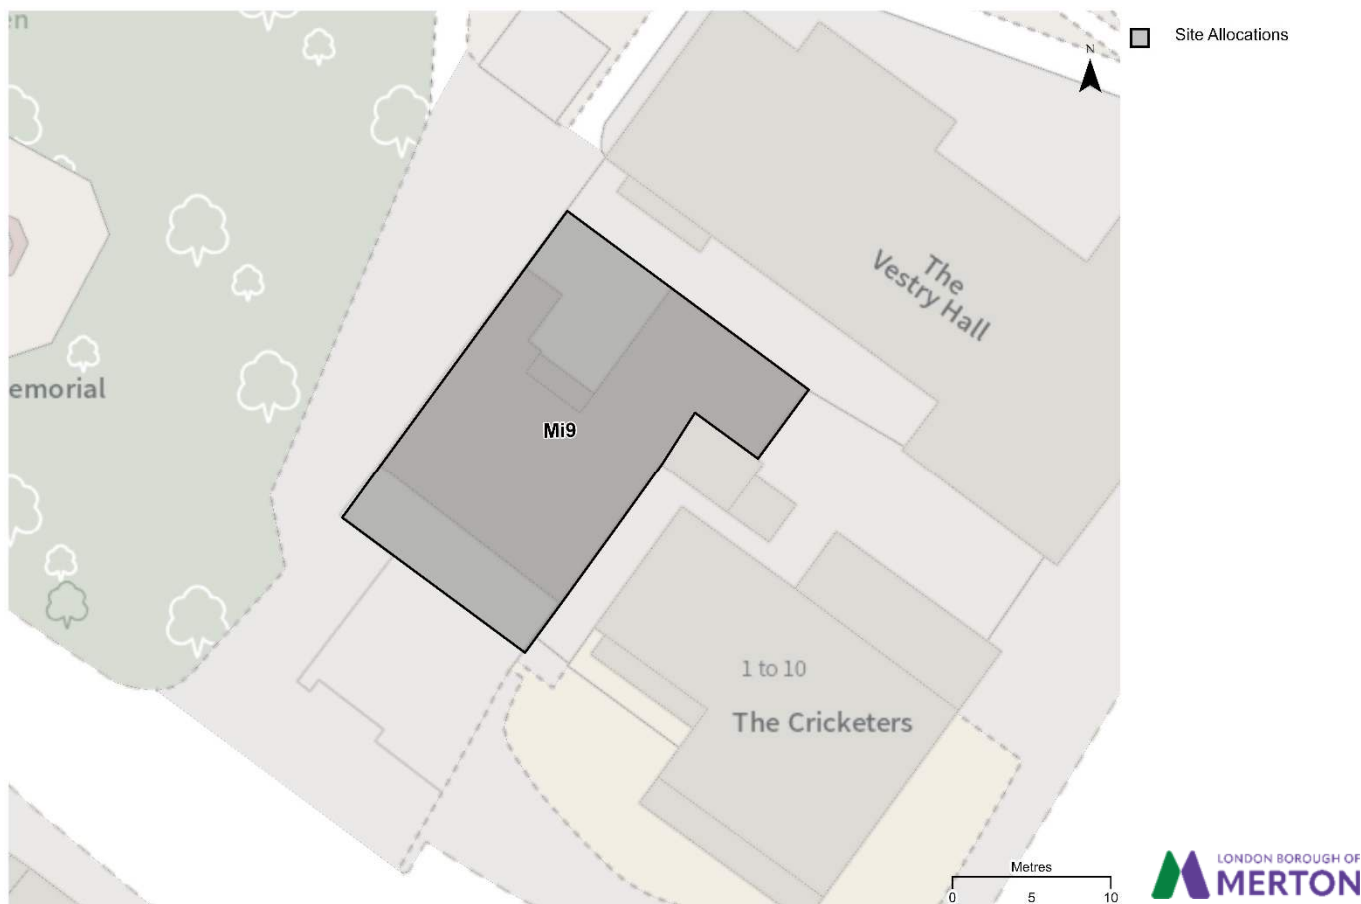 en
Site Allocations
N
The
Vestry Hall
emorial
Mi9
1 to 10
The Cricketers
Metres
0 5 10
LONDON BOROUGH OF
MERTON